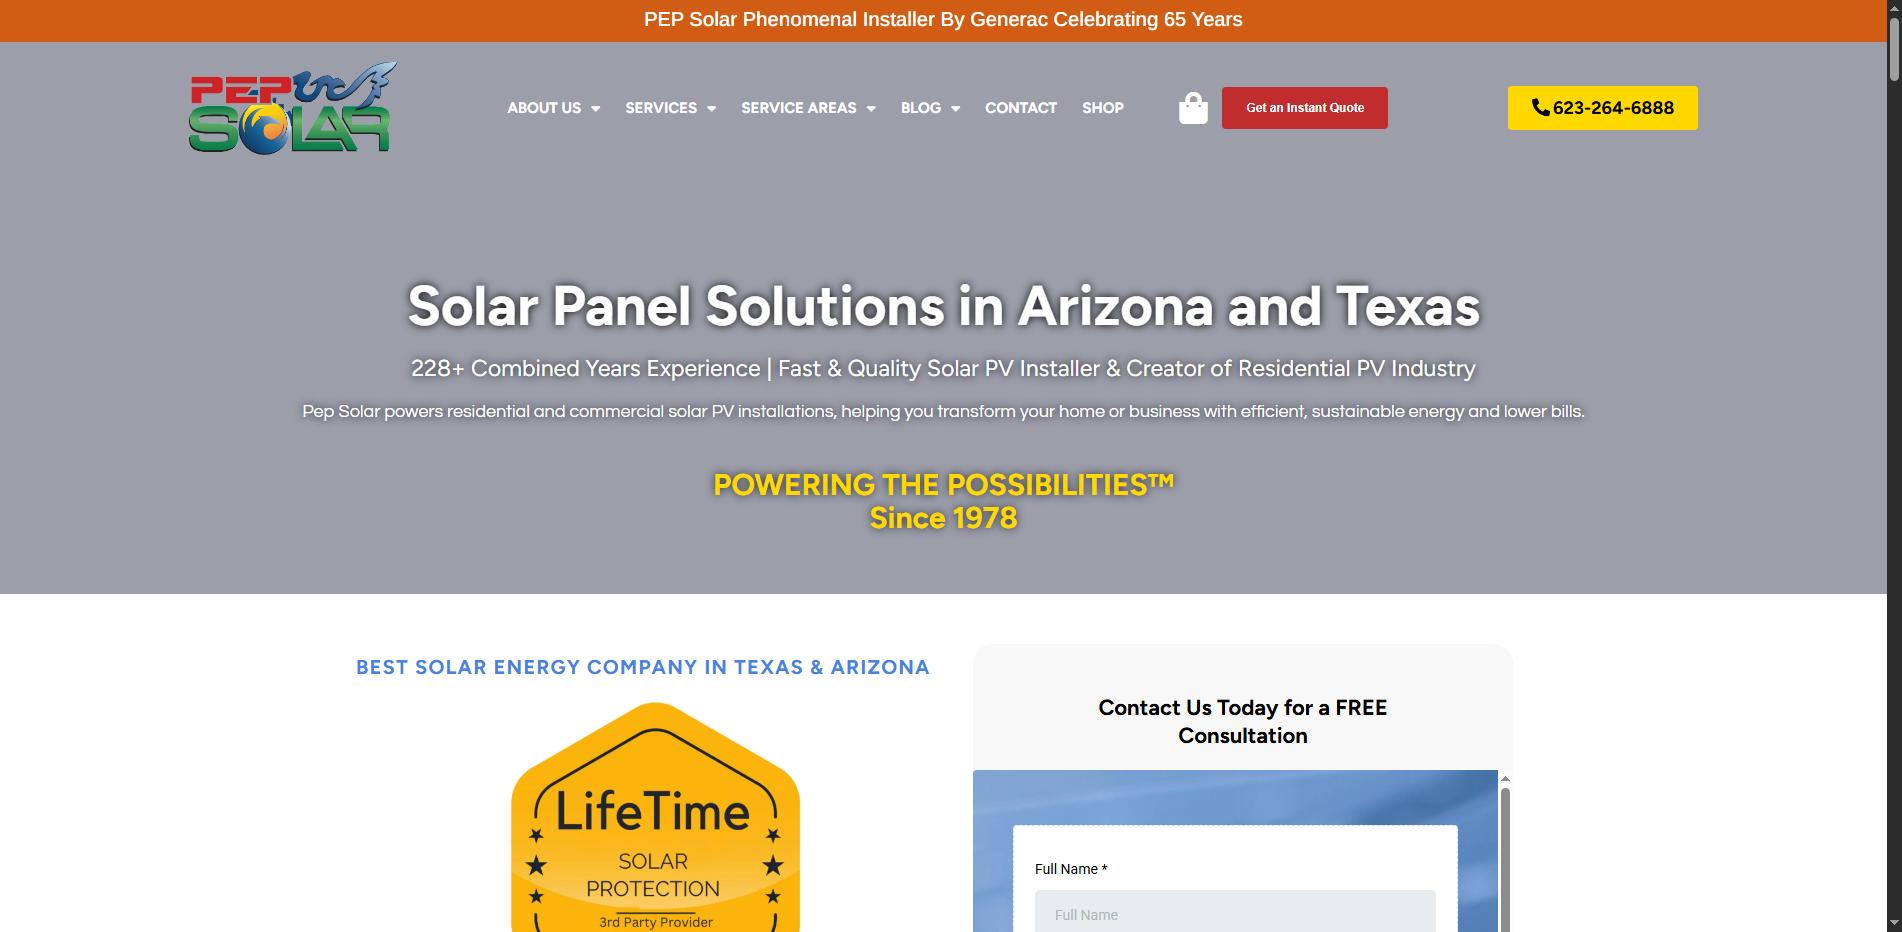 PEP Solar Phenomenal Installer By Generac Celebrating 65 Years
PEP
SOLAR
ABOUT US
SERVICES
SERVICE AREAS
BLOG
CONTACT
SHOP
Get an Instant Quote
623-264-6888
Solar Panel Solutions in Arizona and Texas
228+ Combined Years Experience | Fast & Quality Solar PV Installer & Creator of Residential PV Industry
Pep Solar powers residential and commercial solar PV installations, helping you transform your home or business with efficient, sustainable energy and lower bills.
POWERING THE POSSIBILITIES™
Since 1978
BEST SOLAR ENERGY COMPANY IN TEXAS & ARIZONA
LifeTime
SOLAR
PROTECTION
3rd Party Provider
Contact Us Today for a FREE
Consultation
Full Name *
Full Name